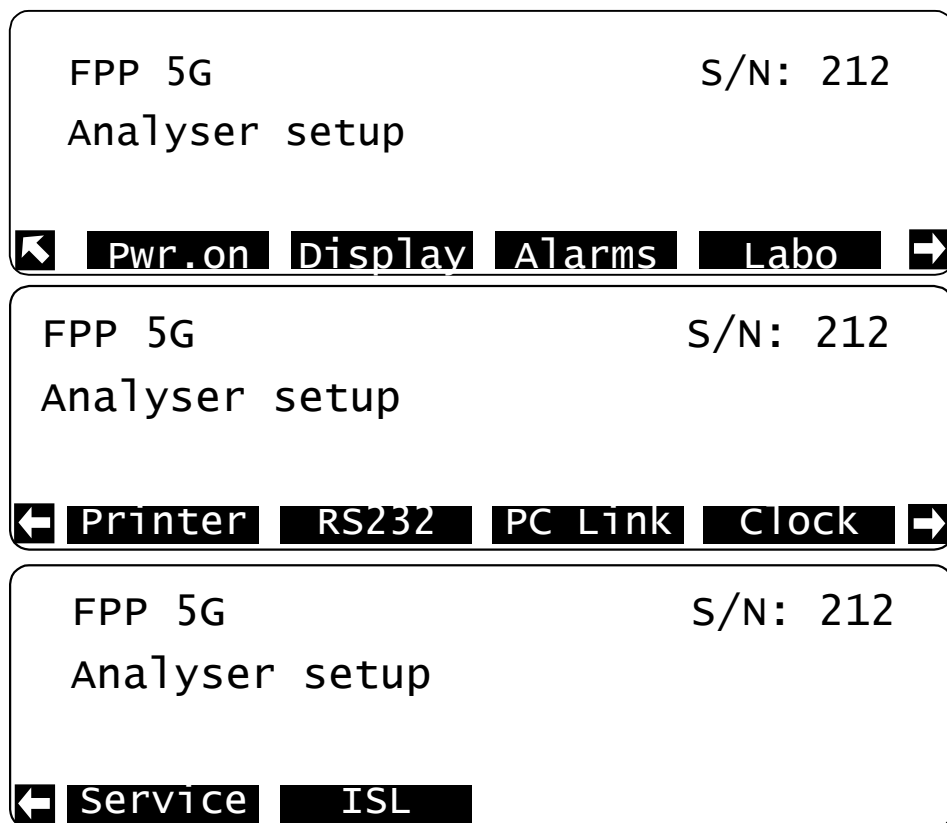 FPP 5G S/N: 212
Analyser setup
Pwr.on Display Alarms Labo
FPP 5G S/N: 212
Analyser setup
Printer RS232 PC Link Clock
FPP 5G S/N: 212
Analyser setup
Service ISL